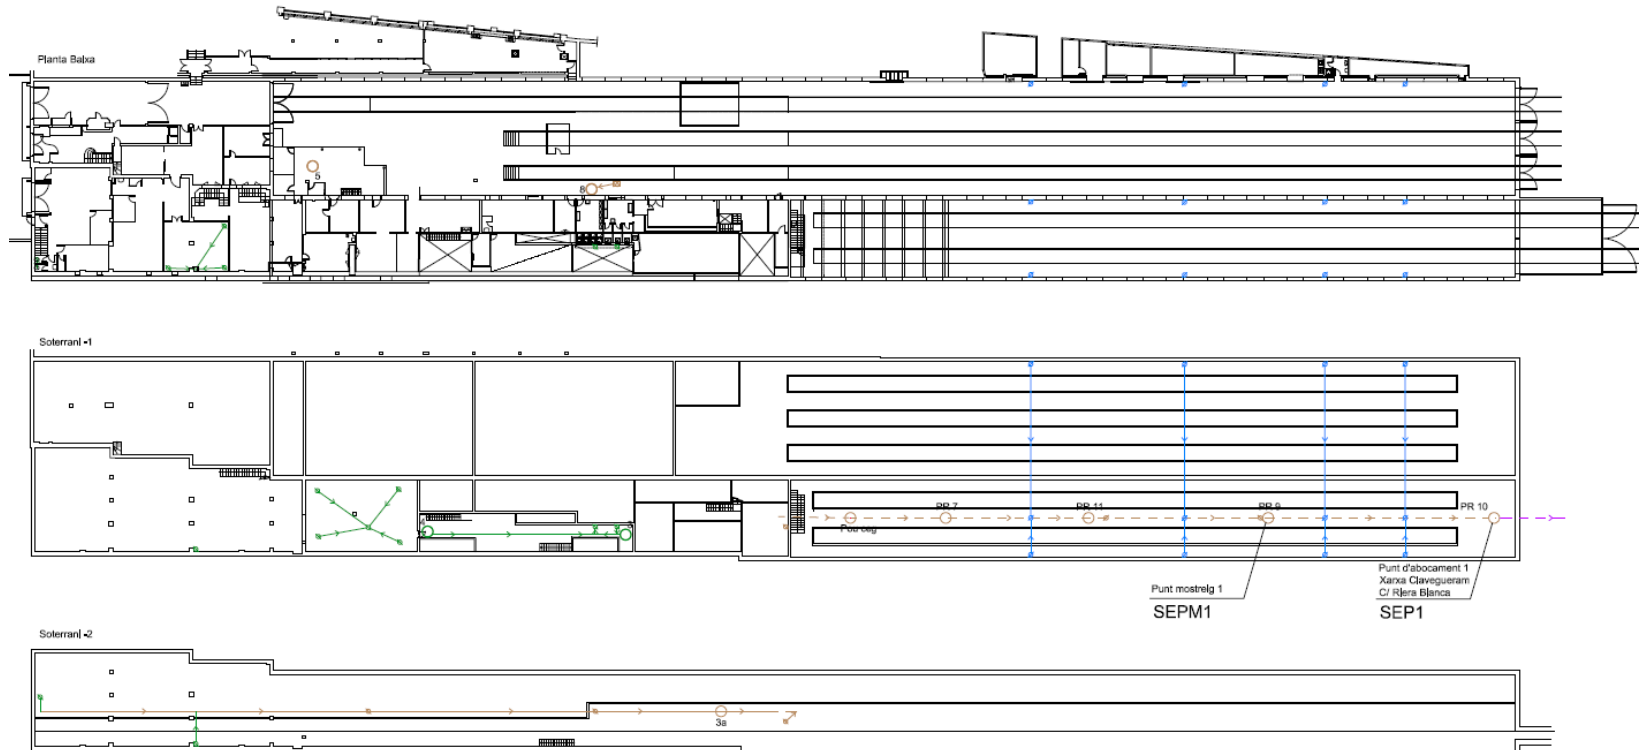 Planta Baixa
5
8
Soterrani -1
PR 7
PR 11
PR 9
PR 10
Pou ceg
Punt mostreig 1
SEPM1
Punt d'abocament 1
Xarxa Clavegueram
C/ Riera Blanca
SEP1
Soterrani -2
3a